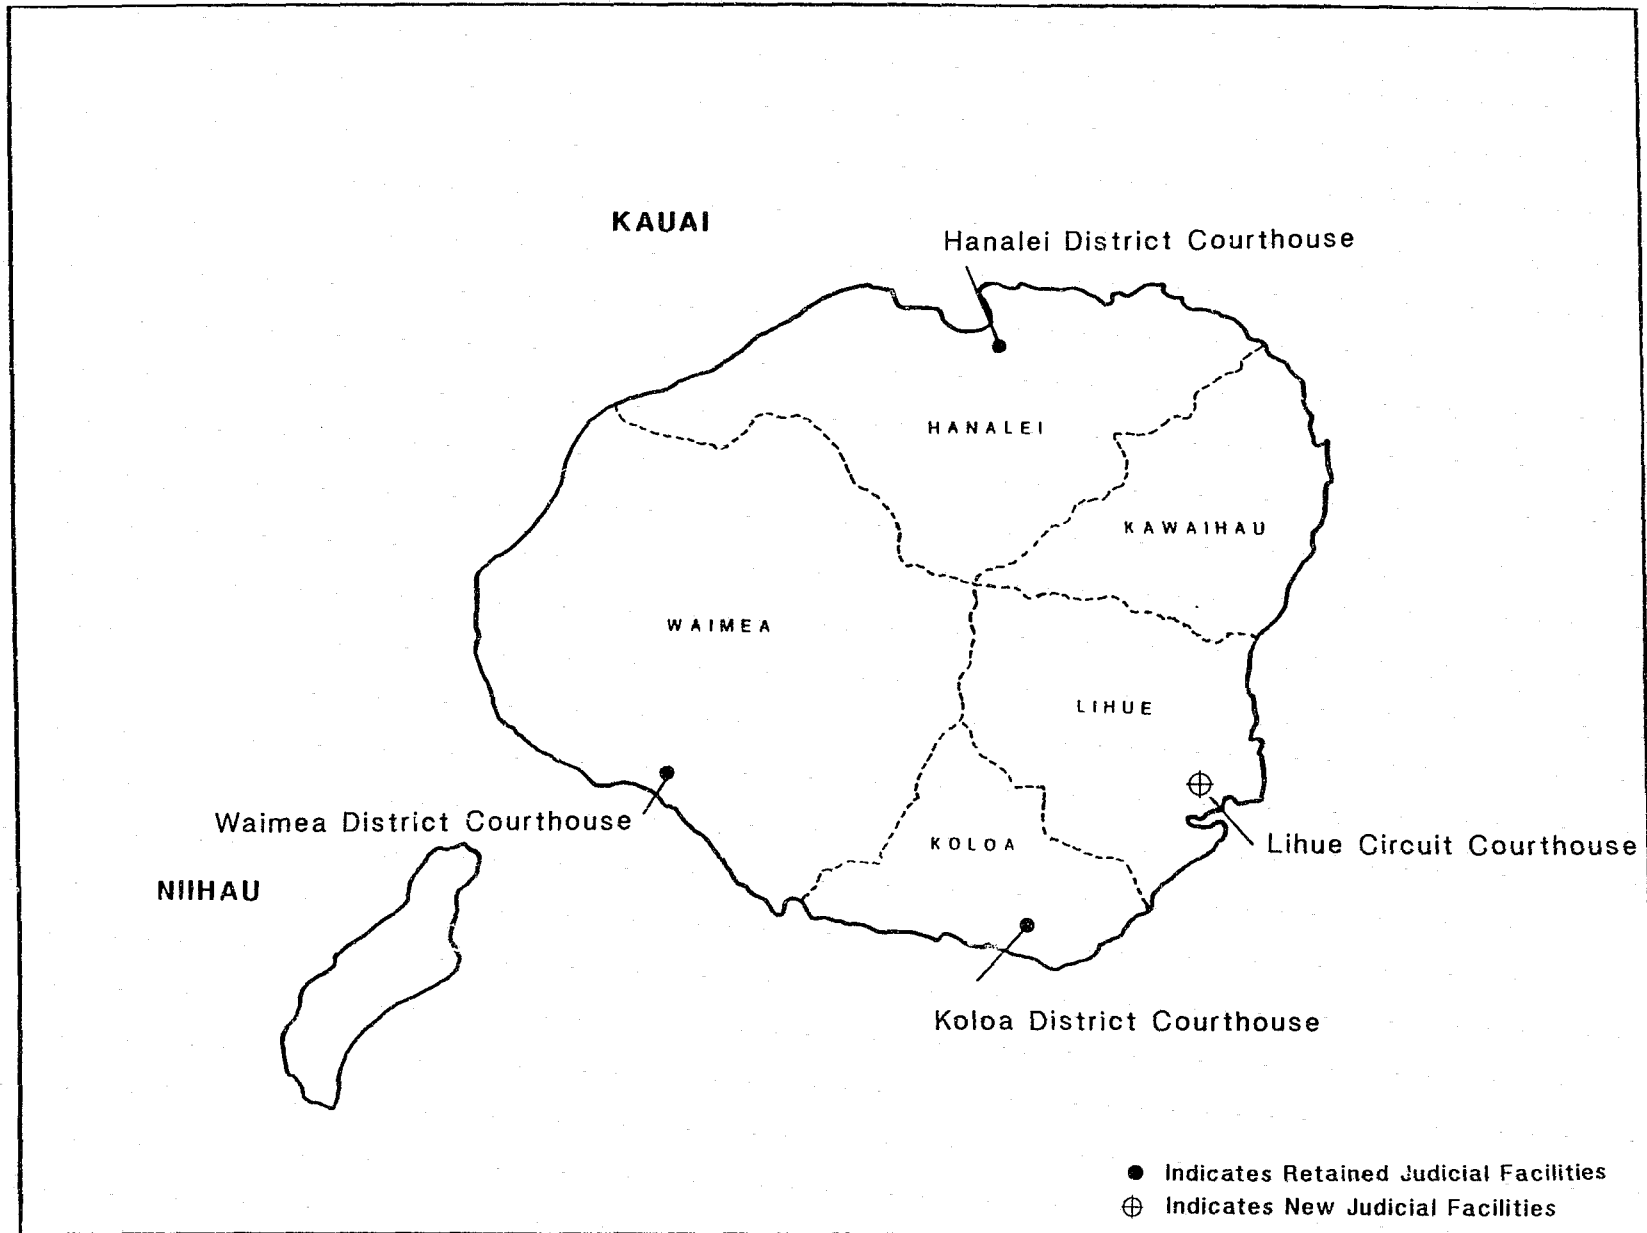 KAUAI
Hanalei District Courthouse
HANALEI
KAWAIHAU
WAIMEA
LIHUE
Waimea District Courthouse
KOLOA
Lihue Circuit Courthouse
NIIHAU
Koloa District Courthouse
Indicates Retained Judicial Facilities
Indicates New Judicial Facilities